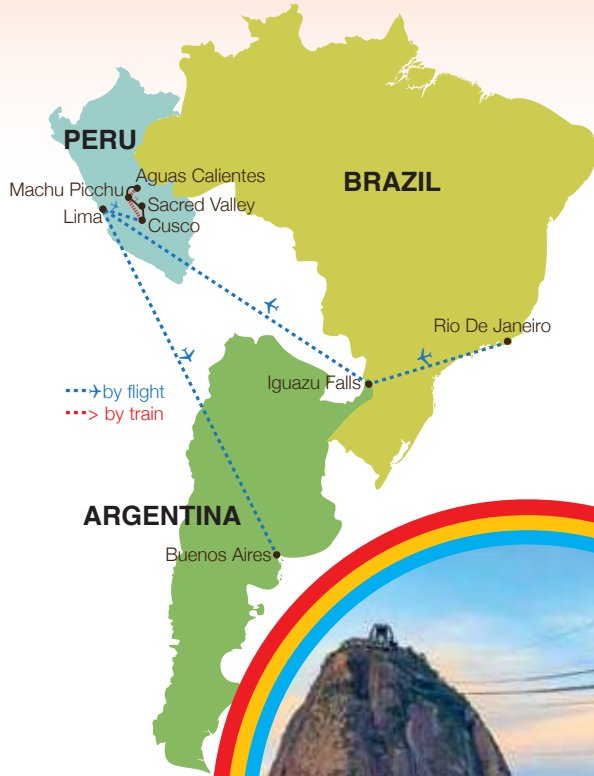 PERU
Aguas Calientes
BRAZIL
Machu Picchu
Sacred Valley
Lima
Cusco
Rio De Janeiro
Iguazu Falls
by flight
> by train
ARGENTINA
Buenos Aires